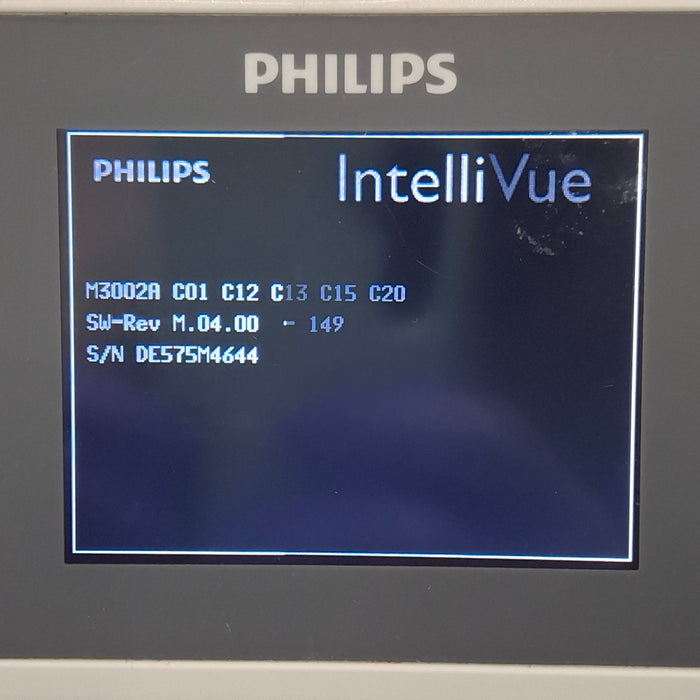 PHILIPS
PHILIPS IntelliVue
M3002A C01 C12 C13 C15 C20
SW-Rev M.04.00 - 149
S/N DE575M4644